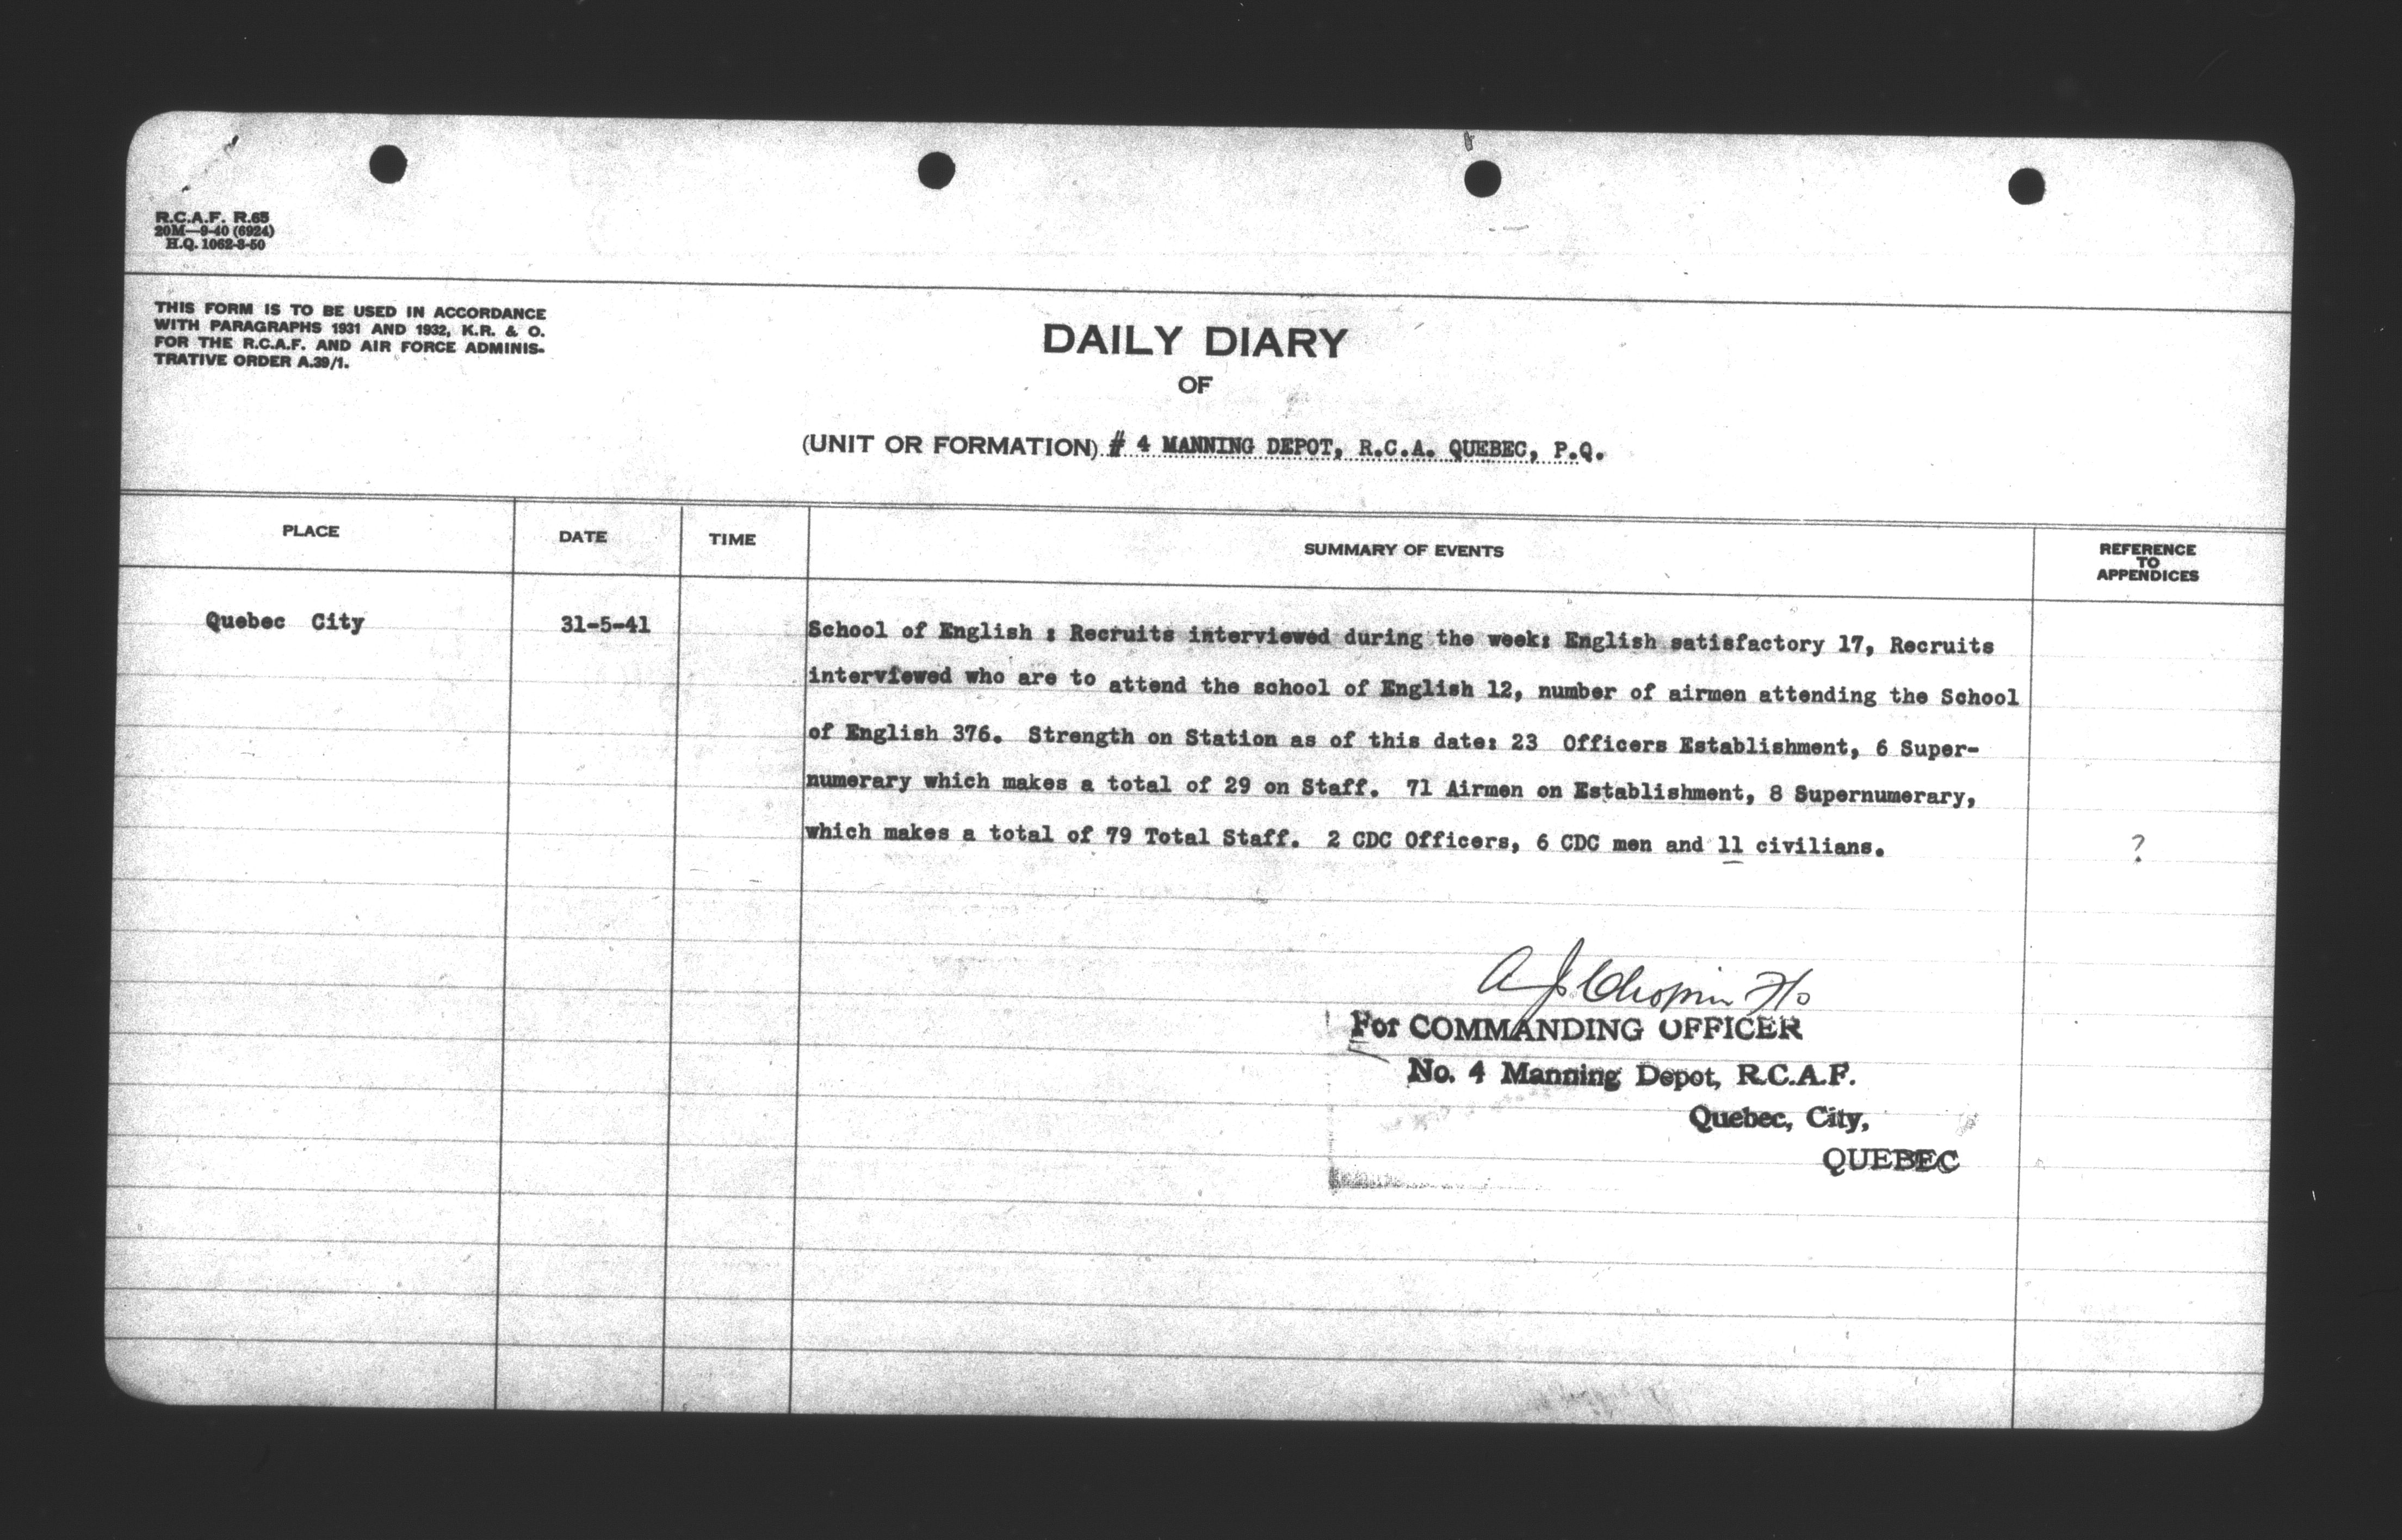 R.C.A.F. R.65
20M—9-40 (6924)
H.Q. 1062-3-50
THIS FORM IS TO BE USED IN ACCORDANCE
WITH PARAGRAPHS 1931 AND 1932, K.R. & O.
FOR THE R.C.A.F. AND AIR FORCE ADMINIS-
TRATIVE ORDER A.39/1.
DAILY DIARY
OF
(UNIT OR FORMATION) # 4 MANNING DEPOT, R.C.A. QUEBEC, P.Q.
PLACE DATE TIME SUMMARY OF EVENTS REFERENCE TO APPENDICES
Quebec City 31-5-41 School of English : Recruits interviewed during the week: English satisfactory 17, Recruits
interviewed who are to attend the school of English 12, number of airmen attending the School
of English 376. Strength on Station as of this date: 23 Officers Establishment, 6 Super-
numerary which makes a total of 29 on Staff. 71 Airmen on Establishment, 8 Supernumerary,
which makes a total of 79 Total Staff. 2 CDC Officers, 6 CDC men and 11 civilians. ?
For COMMANDING OFFICER
No. 4 Manning Depot, R.C.A.F.
Quebec, City,
QUEBEC